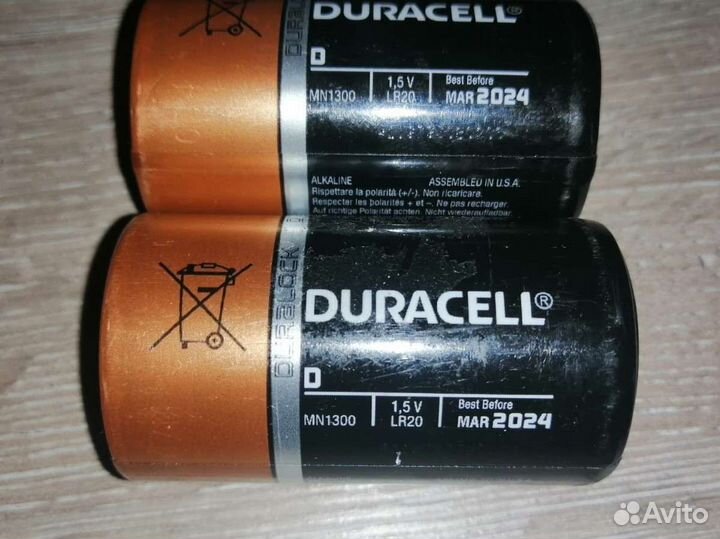 DURACELL®
D
MN1300
1,5 V
LR20
Best Before
MAR 2024
ALKALINE ASSEMBLED IN U.S.A.
Rispettare la polarità (+/-). Non ricaricare.
Respecter les polarités + et –. Ne pas recharger.
Auf richtige Polarität achten. Nicht wiederaufladbar.
DURALOCK
DURACELL®
D
MN1300
1,5 V
LR20
Best Before
MAR 2024
Avito